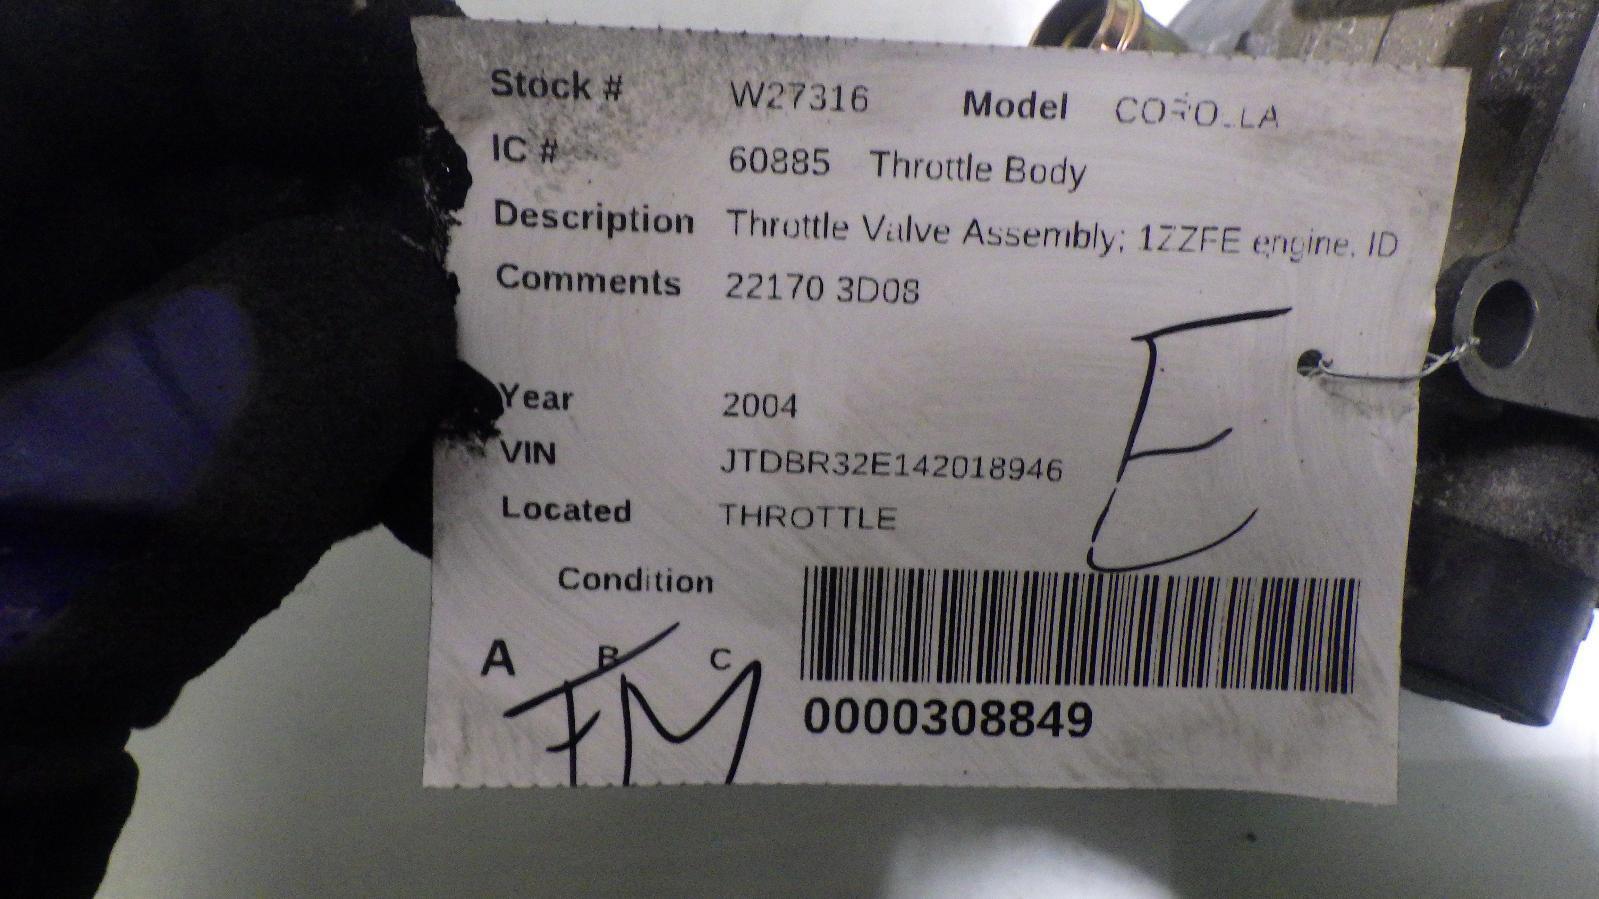 Stock # W27316 Model COROLLA
IC # 60885 Throttle Body
Description Throttle Valve Assembly; 1ZZFE engine, ID
Comments 22170 3D08
E
Year 2004
VIN JTDBR32E142018946
Located THROTTLE
Condition
A B C
FM
0000308849